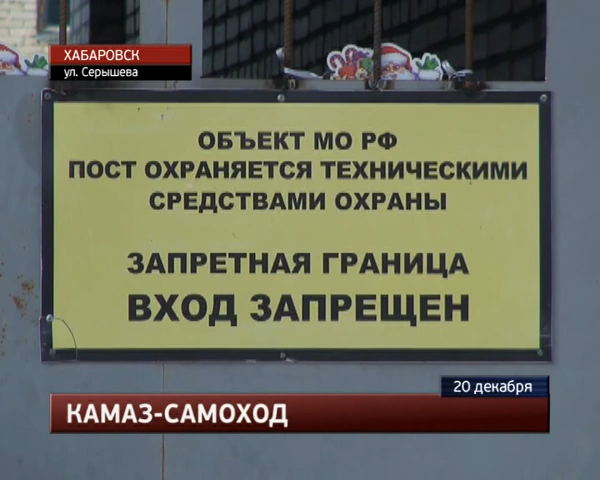 ХАБАРОВСК
ул. Серышева
ОБЪЕКТ МО РФ
ПОСТ ОХРАНЯЕТСЯ ТЕХНИЧЕСКИМИ
СРЕДСТВАМИ ОХРАНЫ
ЗАПРЕТНАЯ ГРАНИЦА
ВХОД ЗАПРЕЩЕН
20 декабря
КАМАЗ-САМОХОД